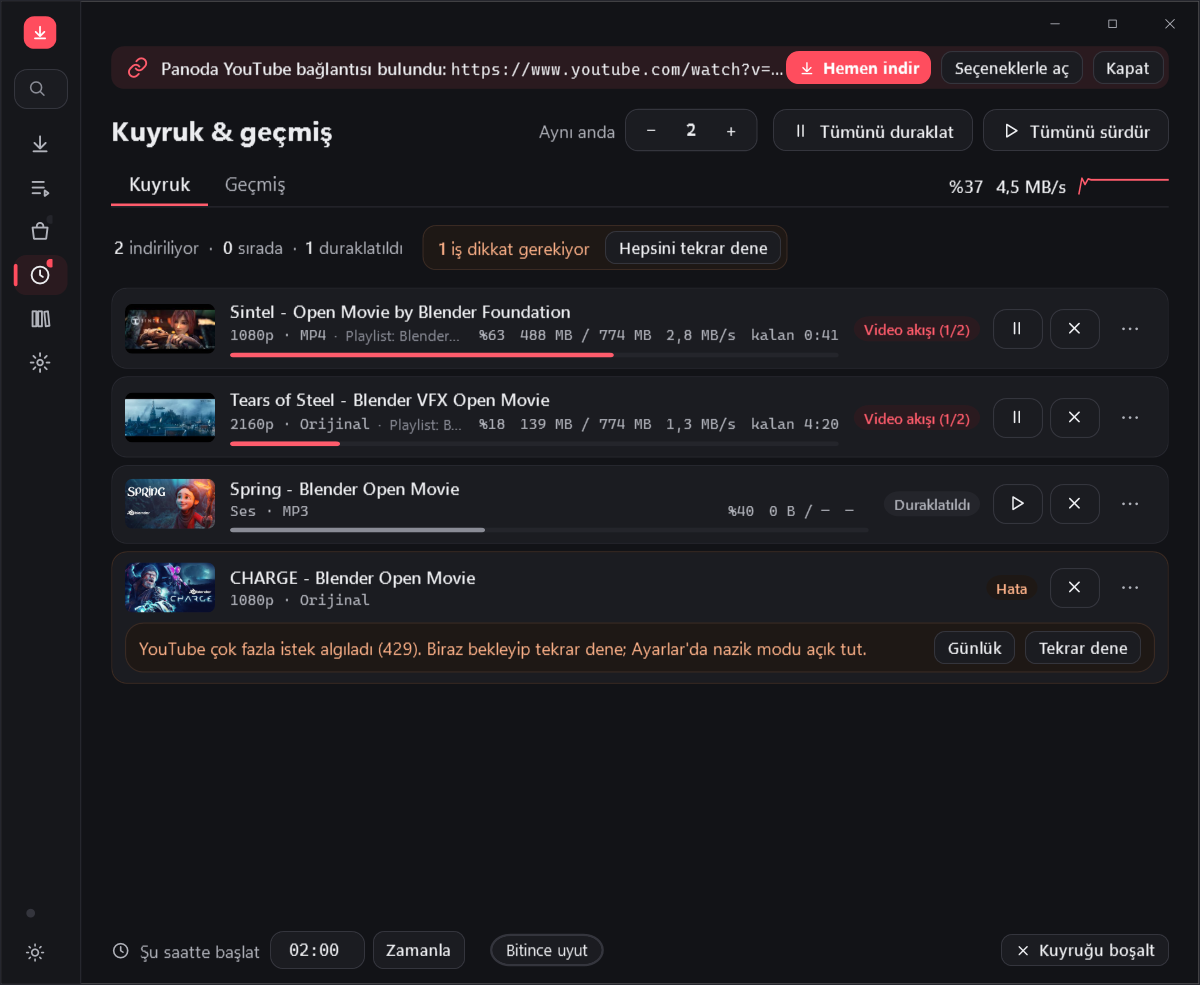 Panoda YouTube bağlantısı bulundu: https://www.youtube.com/watch?v=... Hemen indir Seçeneklerle aç Kapat
Kuyruk & geçmiş Aynı anda − 2 + Tümünü duraklat Tümünü sürdür
Kuyruk Geçmiş %37 4,5 MB/s
2 indiriliyor · 0 sırada · 1 duraklatıldı 1 iş dikkat gerekiyor Hepsini tekrar dene
Sintel - Open Movie by Blender Foundation
1080p · MP4 · Playlist: Blender... %63 488 MB / 774 MB 2,8 MB/s kalan 0:41 Video akışı (1/2)
Tears of Steel - Blender VFX Open Movie
2160p · Orijinal · Playlist: B... %18 139 MB / 774 MB 1,3 MB/s kalan 4:20 Video akışı (1/2)
SPRING
Spring - Blender Open Movie
Ses · MP3 %40 0 B / — — Duraklatıldı
CHARGE
CHARGE - Blender Open Movie
1080p · Orijinal Hata
YouTube çok fazla istek algıladı (429). Biraz bekleyip tekrar dene; Ayarlar'da nazik modu açık tut. Günlük Tekrar dene
Şu saatte başlat 02:00 Zamanla Bitince uyut Kuyruğu boşalt